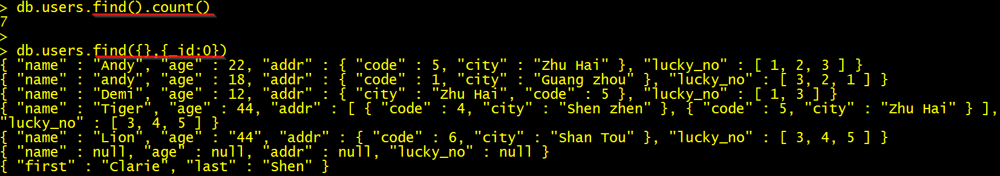 > db.users.find().count()
7
>
> db.users.find({},{_id:0})
{ "name" : "Andy", "age" : 22, "addr" : { "code" : 5, "city" : "Zhu Hai" }, "lucky_no" : [ 1, 2, 3 ] }
{ "name" : "andy", "age" : 18, "addr" : { "code" : 1, "city" : "Guang zhou" }, "lucky_no" : [ 3, 2, 1 ] }
{ "name" : "Demi", "age" : 12, "addr" : { "city" : "Zhu Hai", "code" : 5 }, "lucky_no" : [ 1, 3 ] }
{ "name" : "Tiger", "age" : 44, "addr" : [ { "code" : 4, "city" : "Shen zhen" }, { "code" : 5, "city" : "Zhu Hai" } ],
"lucky_no" : [ 3, 4, 5 ] }
{ "name" : "Lion", "age" : "44", "addr" : { "code" : 6, "city" : "Shan Tou" }, "lucky_no" : [ 3, 4, 5 ] }
{ "name" : null, "age" : null, "addr" : null, "lucky_no" : null }
{ "first" : "Clarie", "last" : "Shen" }